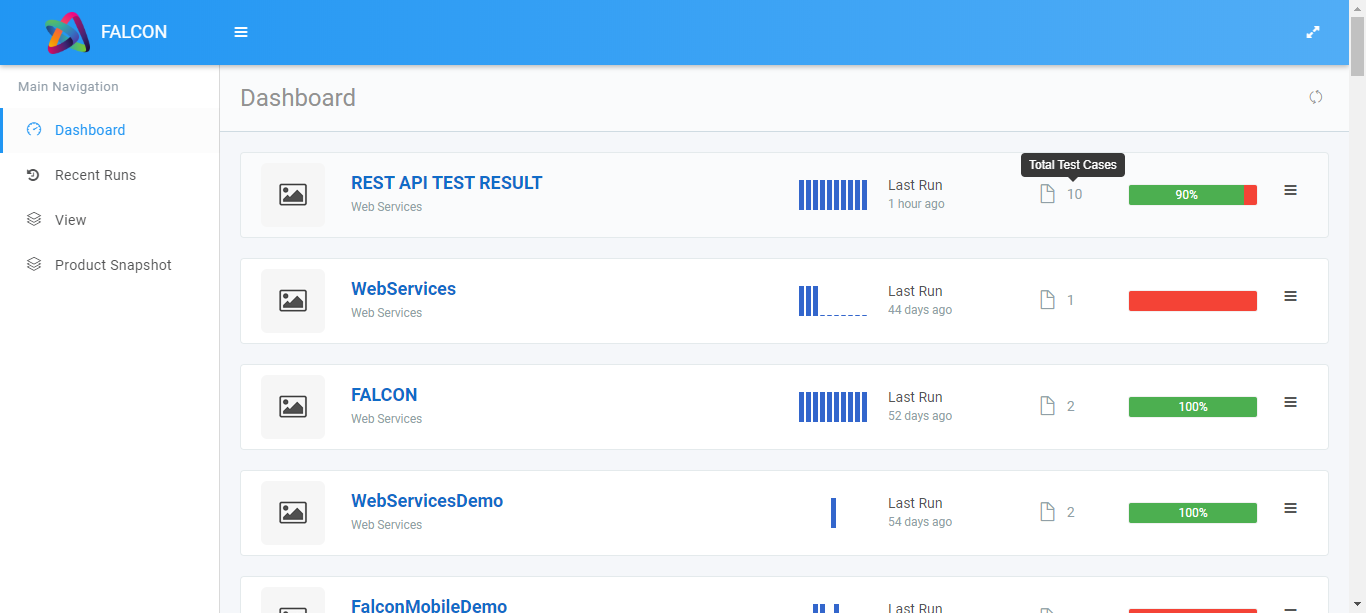 FALCON
Main Navigation
Dashboard
Recent Runs
View
Product Snapshot
Dashboard
Total Test Cases
REST API TEST RESULT
Web Services
Last Run
1 hour ago
10
90%
WebServices
Web Services
Last Run
44 days ago
1
FALCON
Web Services
Last Run
52 days ago
2
100%
WebServicesDemo
Web Services
Last Run
54 days ago
2
100%
FalconMobileDemo
Last Run